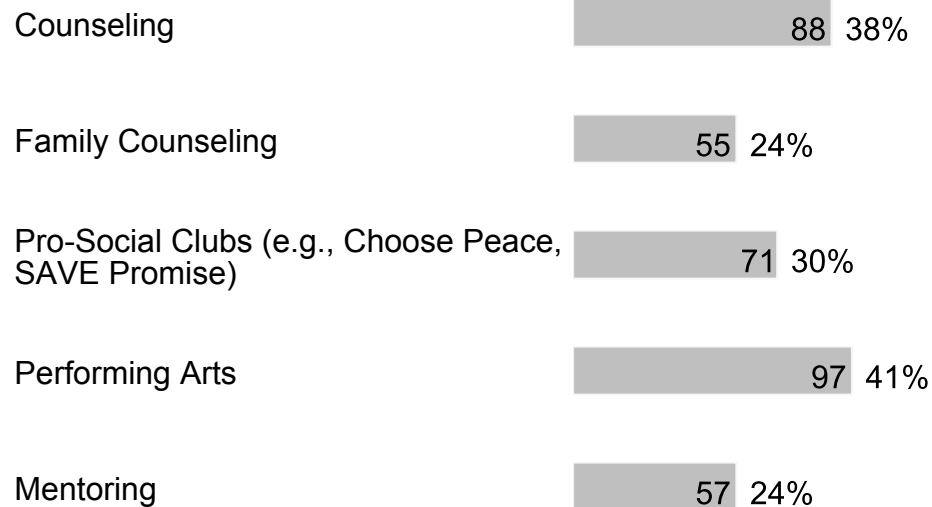 Counseling 88 38%
Family Counseling 55 24%
Pro-Social Clubs (e.g., Choose Peace,
SAVE Promise) 71 30%
Performing Arts 97 41%
Mentoring 57 24%